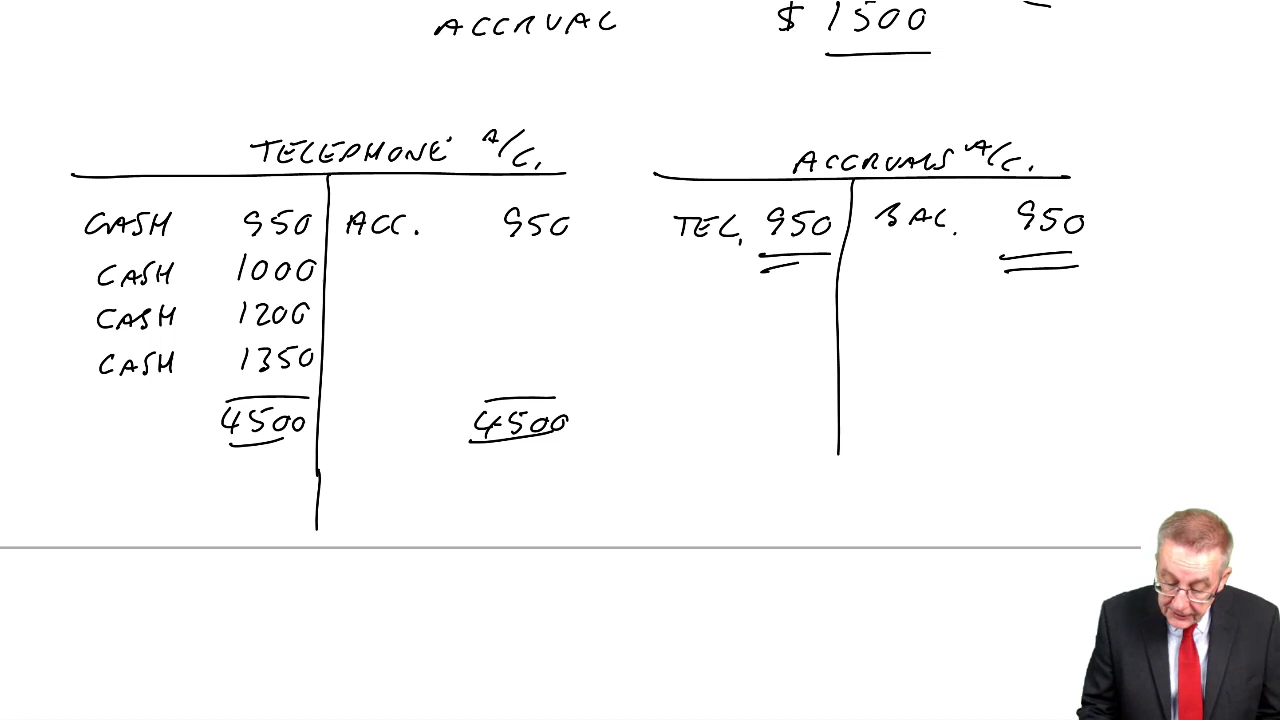 ACCRUAL $ 1500
TELEPHONE A/C. ACCRUALS A/C.
CASH 950 ACC. 950 TEL. 950 BAL. 950
CASH 1000
CASH 1200
CASH 1350
4500 4500